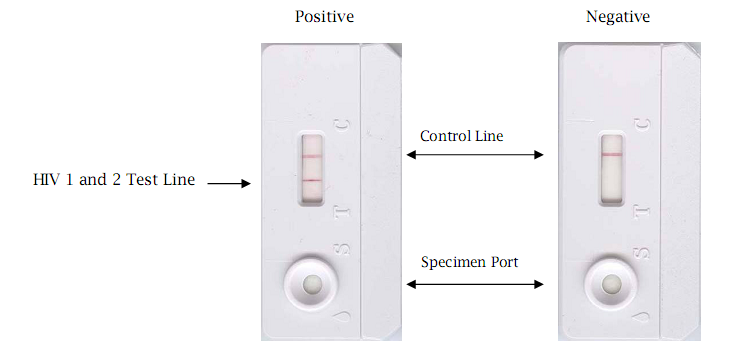 Positive
Negative
C
C
Control Line
HIV 1 and 2 Test Line
T
T
S
S
Specimen Port